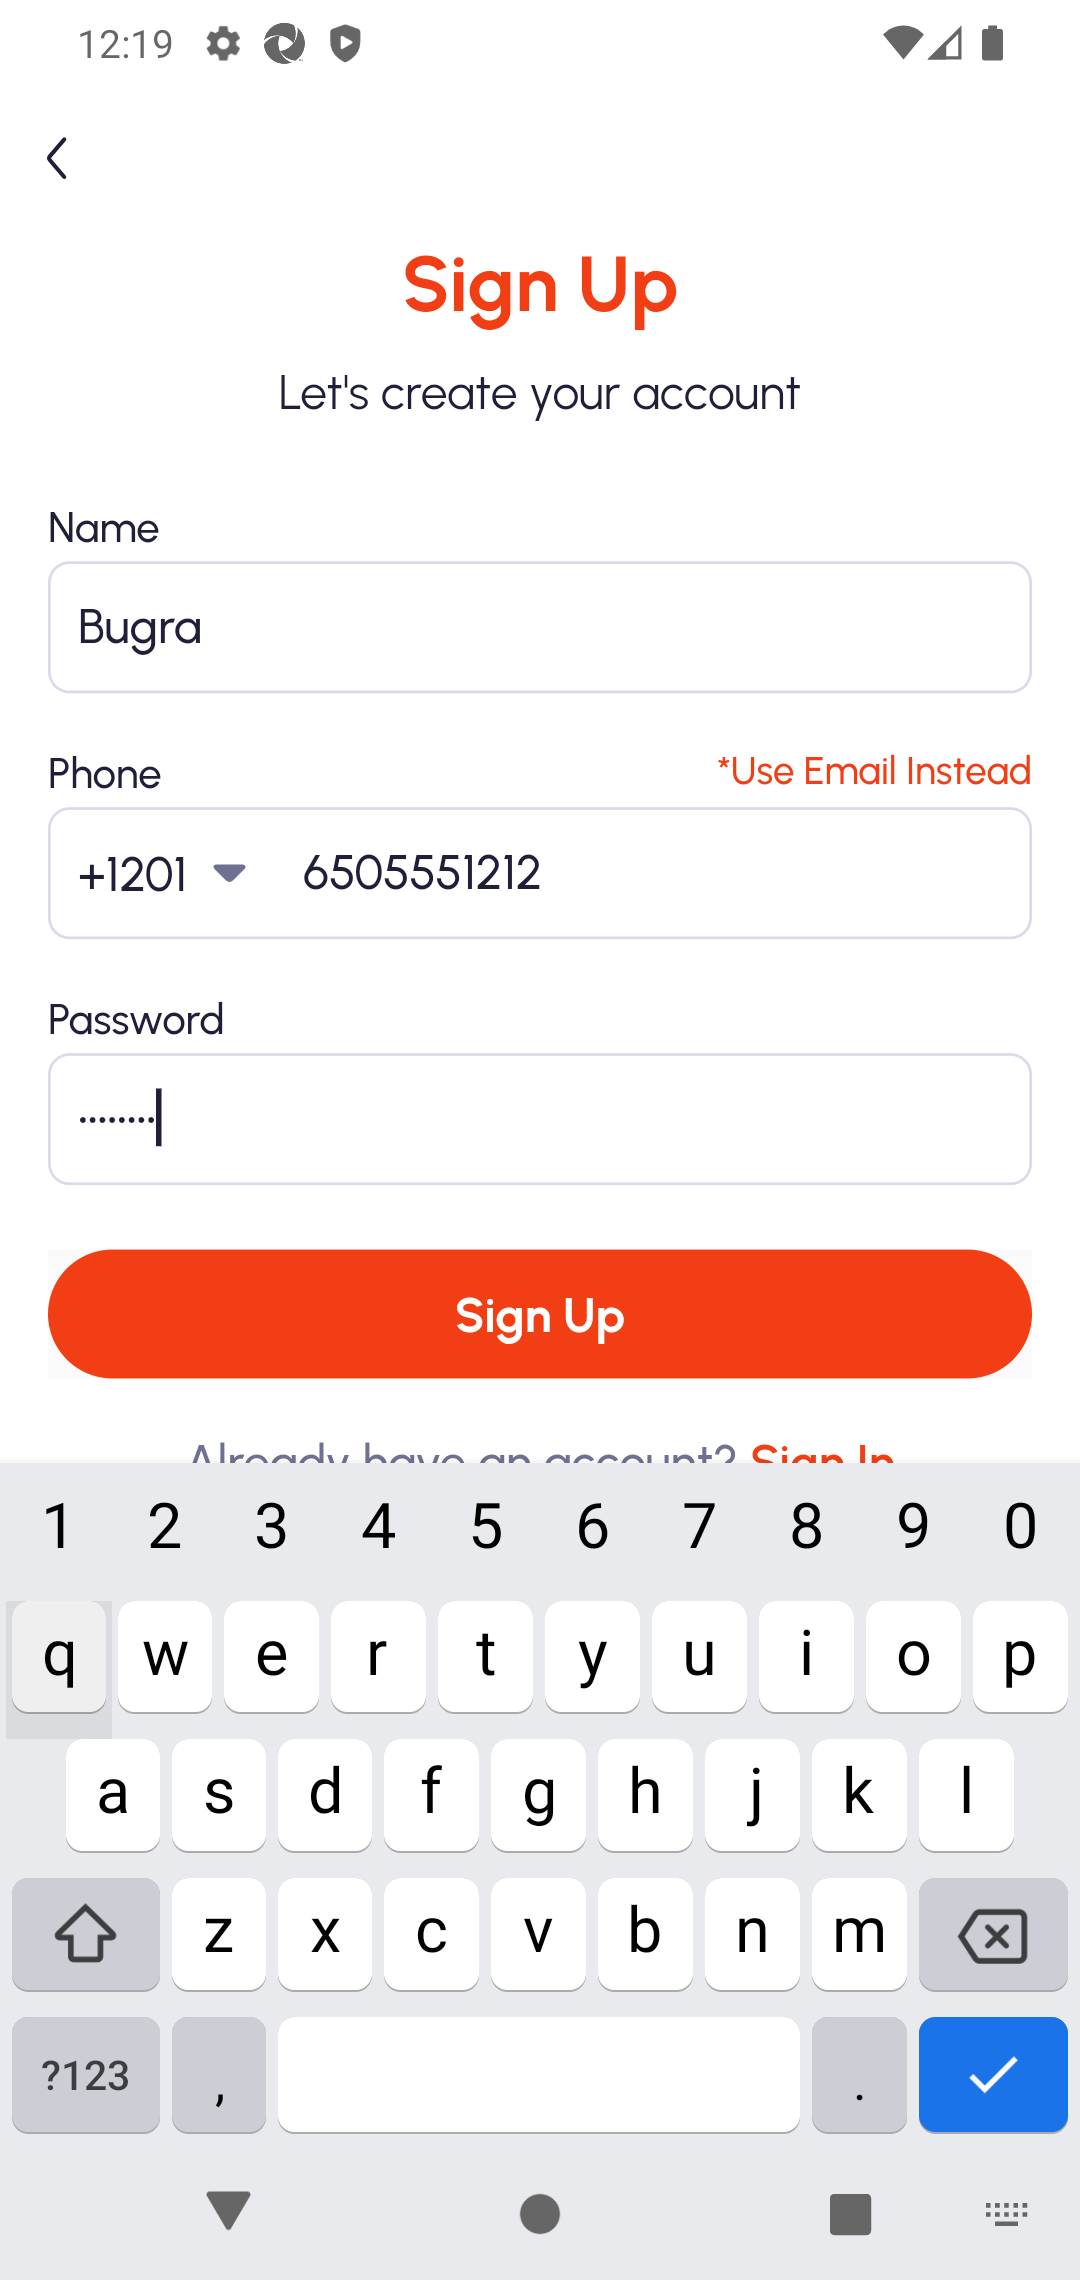 12:19
Sign Up
Let's create your account
Name
Bugra
Phone
*Use Email Instead
+1201 6505551212
Password
••••••••
Sign Up
Already have an account? Sign In
1 2 3 4 5 6 7 8 9 0
q w e r t y u i o p
a s d f g h j k l
z x c v b n m
?123 , .